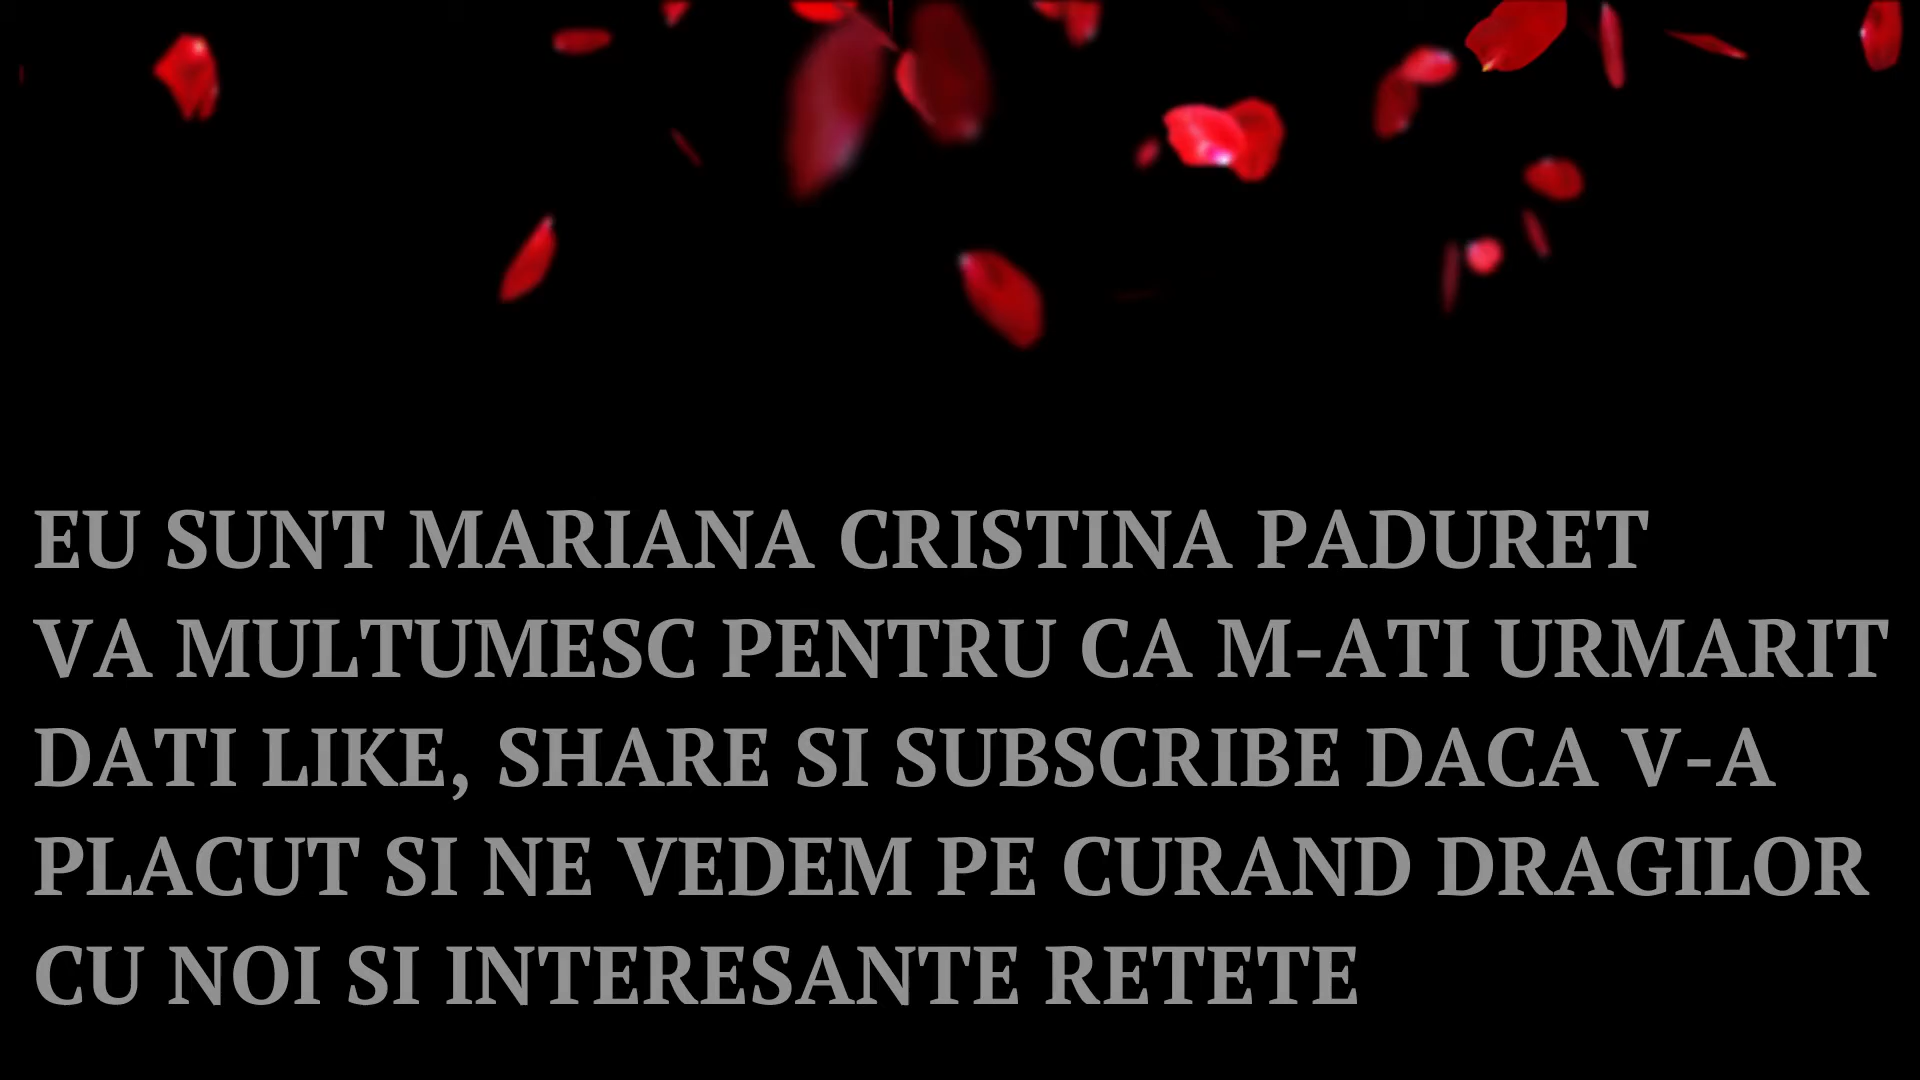 EU SUNT MARIANA CRISTINA PADURET
VA MULTUMESC PENTRU CA M-ATI URMARIT
DATI LIKE, SHARE SI SUBSCRIBE DACA V-A
PLACUT SI NE VEDEM PE CURAND DRAGILOR
CU NOI SI INTERESANTE RETETE